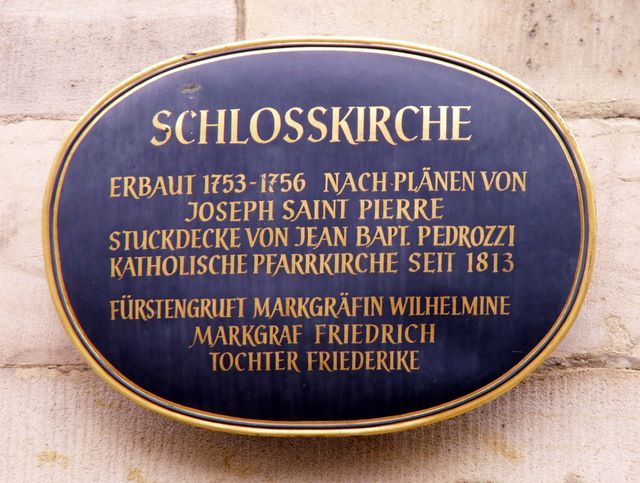 SCHLOSSKIRCHE
ERBAUT 1753-1756 NACH PLÄNEN VON
JOSEPH SAINT PIERRE
STUCKDECKE VON JEAN BAPT. PEDROZZI
KATHOLISCHE PFARRKIRCHE SEIT 1813
FÜRSTENGRUFT MARKGRÄFIN WILHELMINE
MARKGRAF FRIEDRICH
TOCHTER FRIEDERIKE